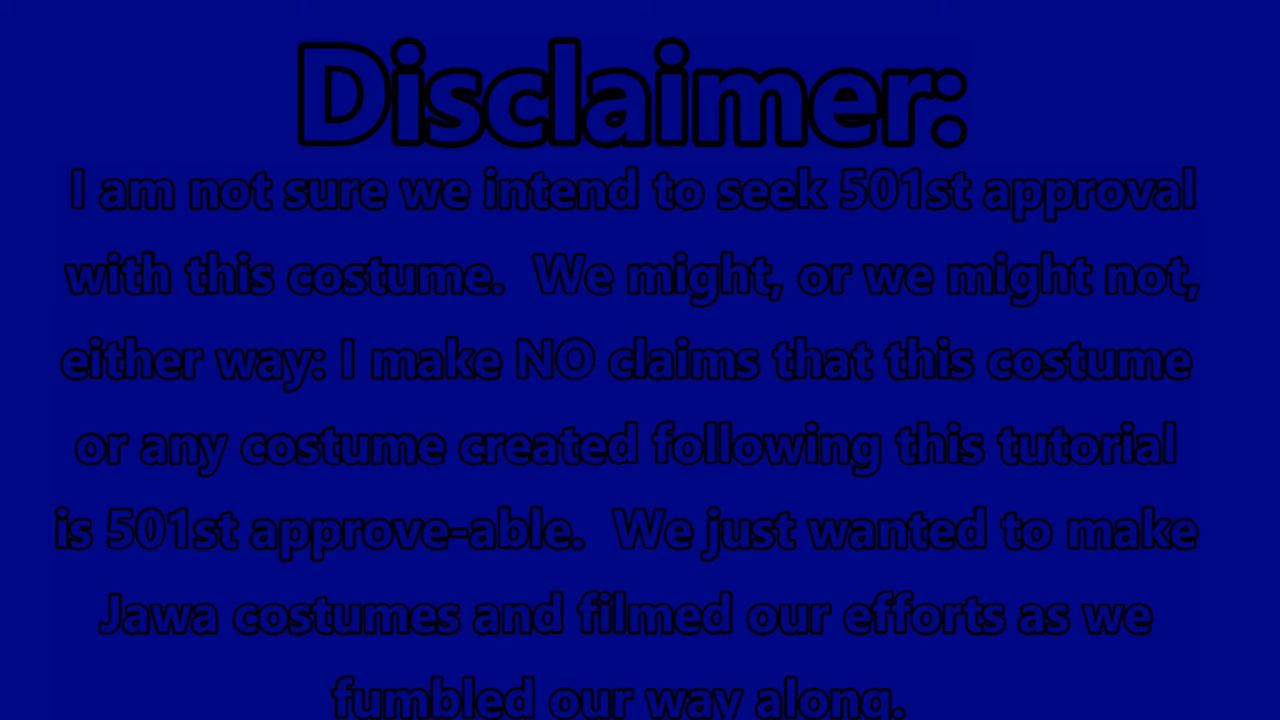 Disclaimer:
I am not sure we intend to seek 501st approval
with this costume.  We might, or we might not,
either way: I make NO claims that this costume
or any costume created following this tutorial
is 501st approve-able.  We just wanted to make
Jawa costumes and filmed our efforts as we
fumbled our way along.